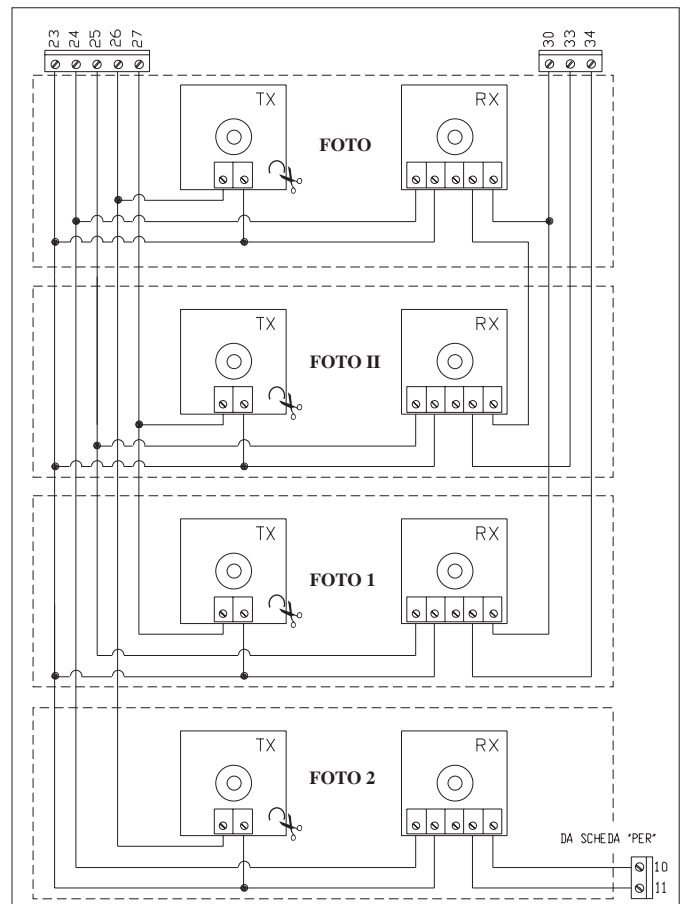 23 24 25 26 27
30 33 34
TX FOTO RX
TX FOTO II RX
TX FOTO 1 RX
TX FOTO 2 RX
DA SCHEDA "PER"
10
11